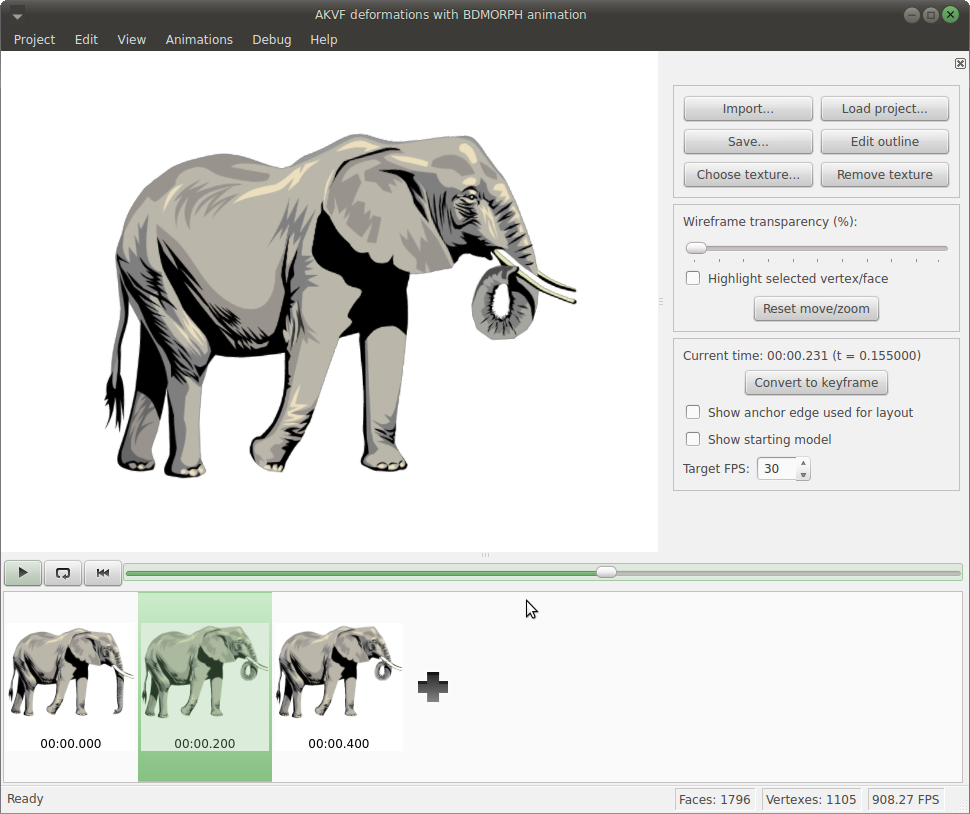 AKVF deformations with BDMORPH animation
Project Edit View Animations Debug Help
Import... Load project...
Save... Edit outline
Choose texture... Remove texture
Wireframe transparency (%):
Highlight selected vertex/face
Reset move/zoom
Current time: 00:00.231 (t = 0.155000)
Convert to keyframe
Show anchor edge used for layout
Show starting model
Target FPS: 30
00:00.000 00:00.200 00:00.400
Ready Faces: 1796 Vertexes: 1105 908.27 FPS